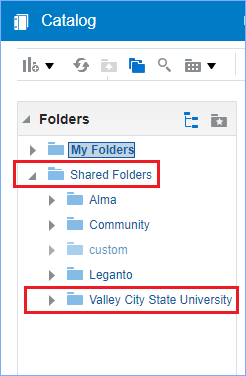 Catalog
Folders
My Folders
Shared Folders
Alma
Community
custom
Leganto
Valley City State University